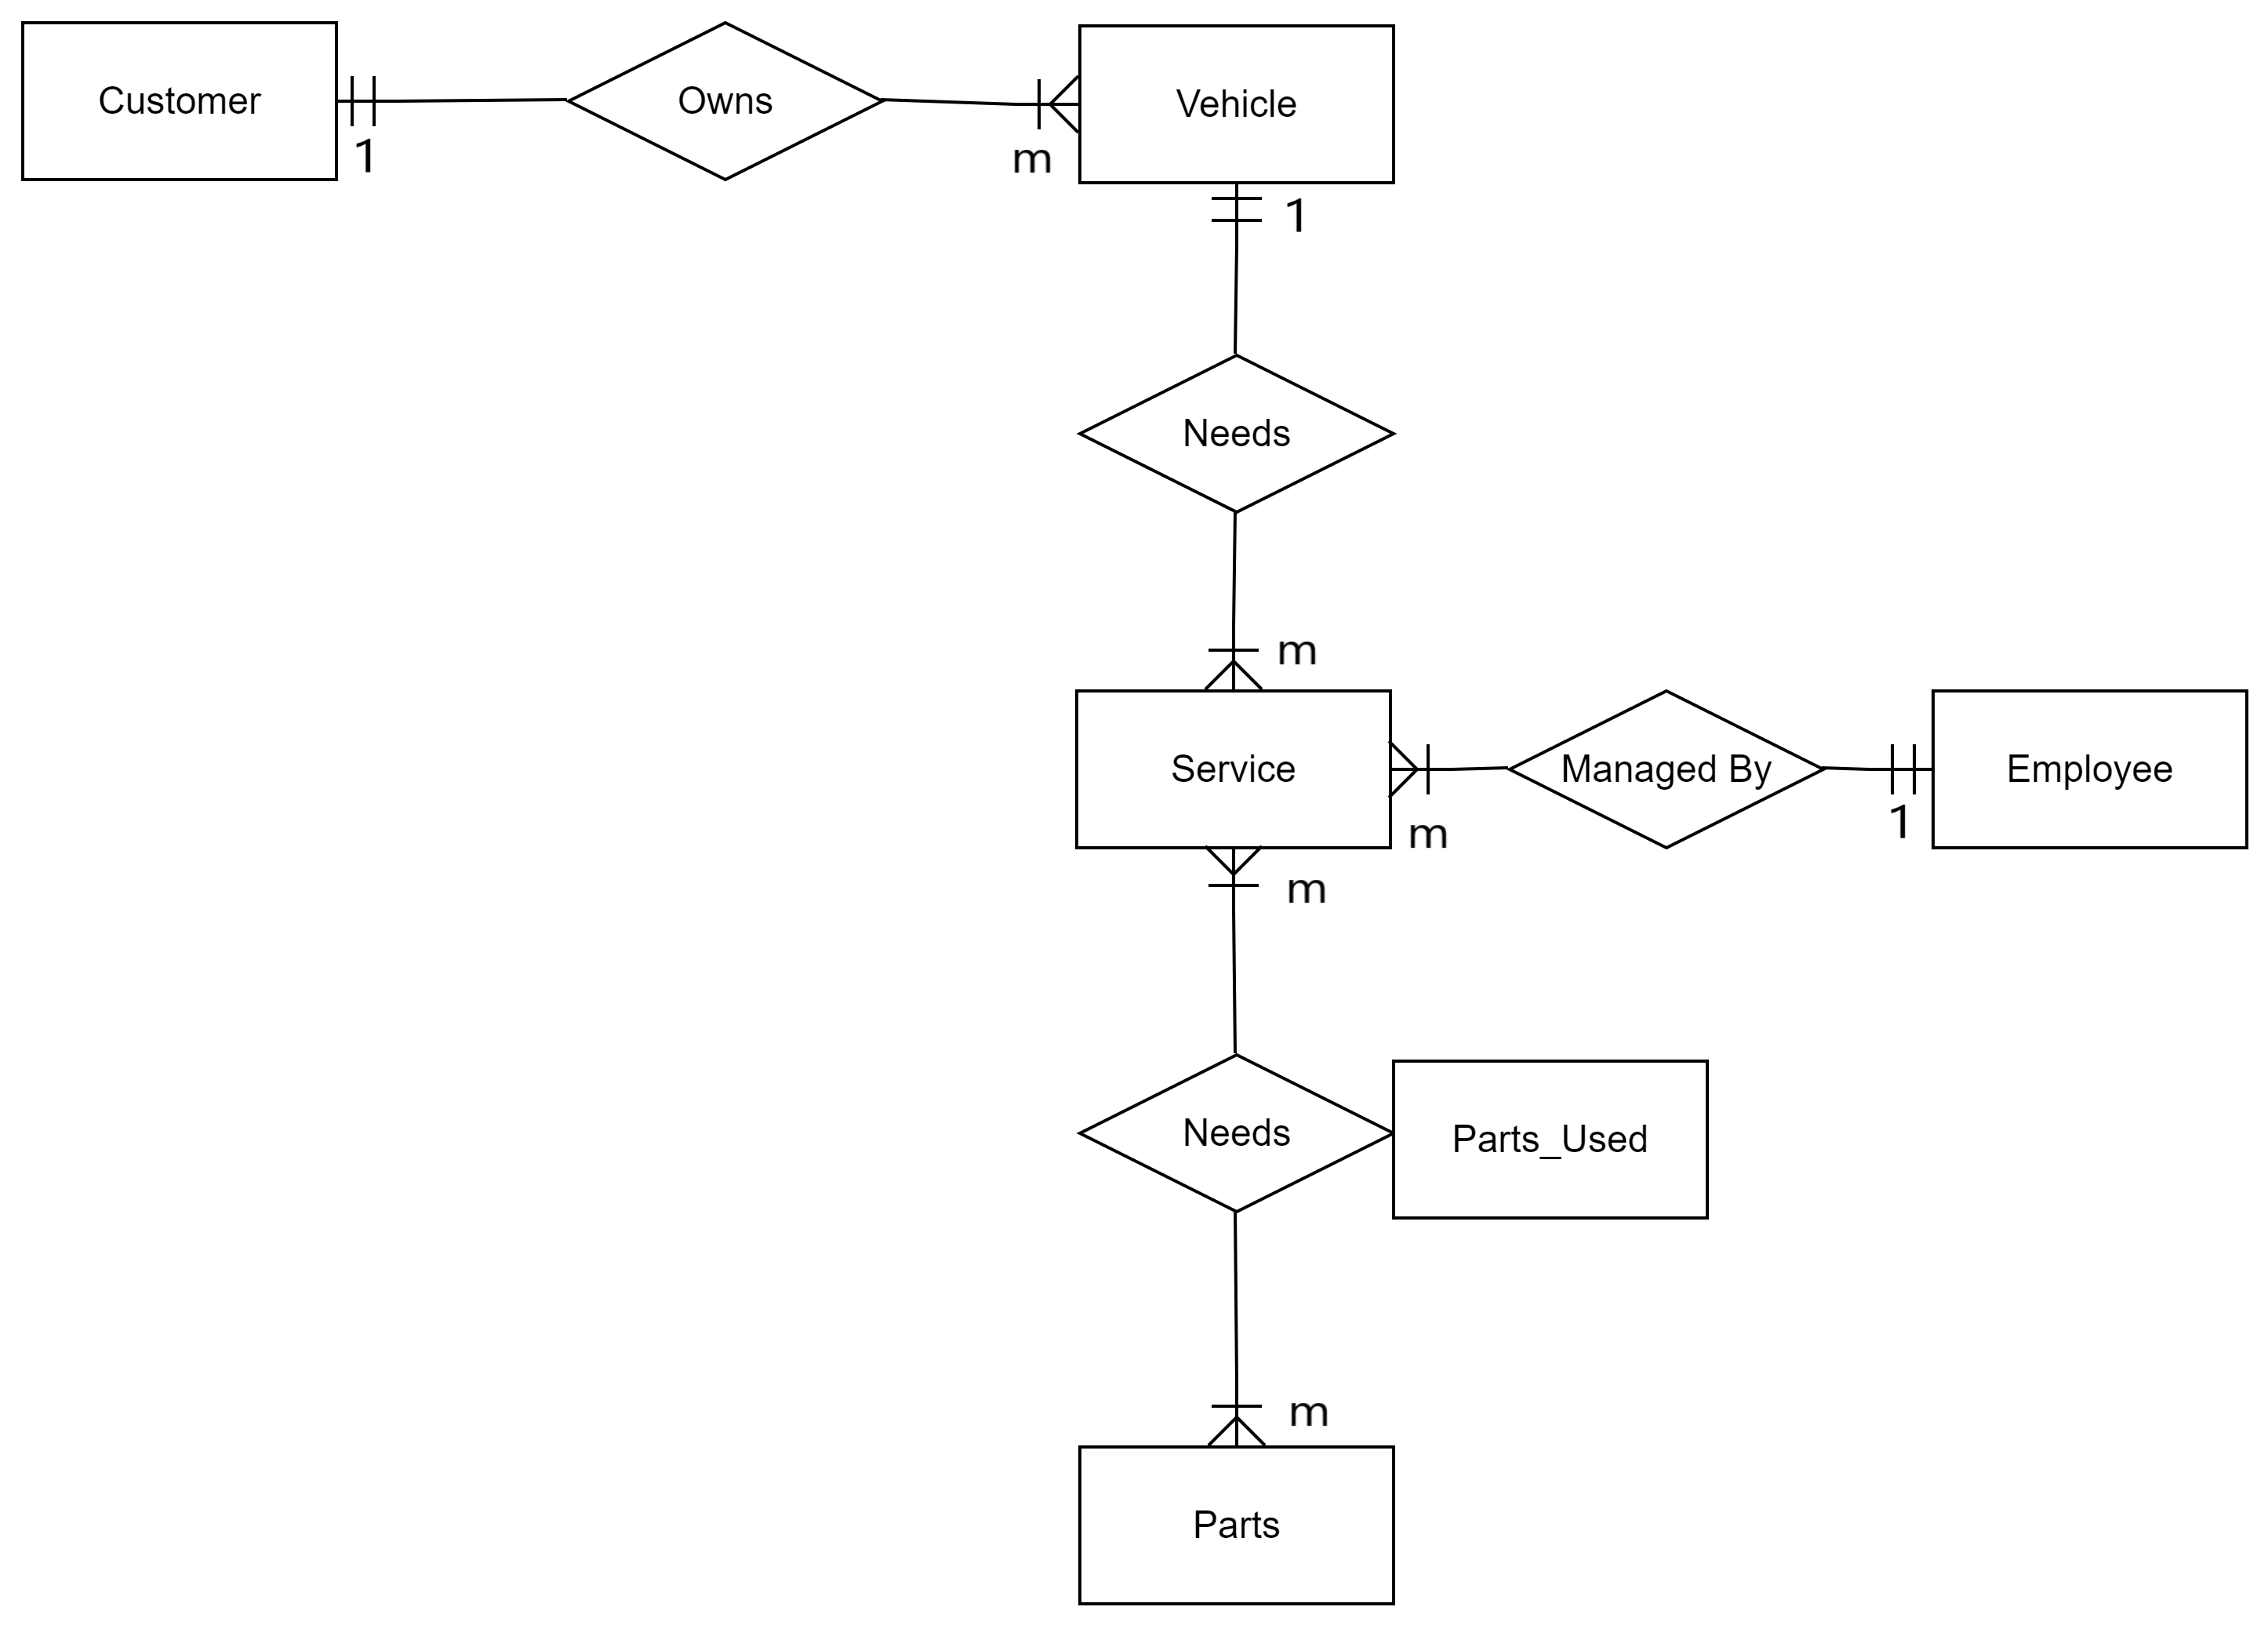 Customer
1
Owns
m
Vehicle
1
Needs
m
Service
m
Managed By
1
Employee
m
Needs
Parts_Used
m
Parts